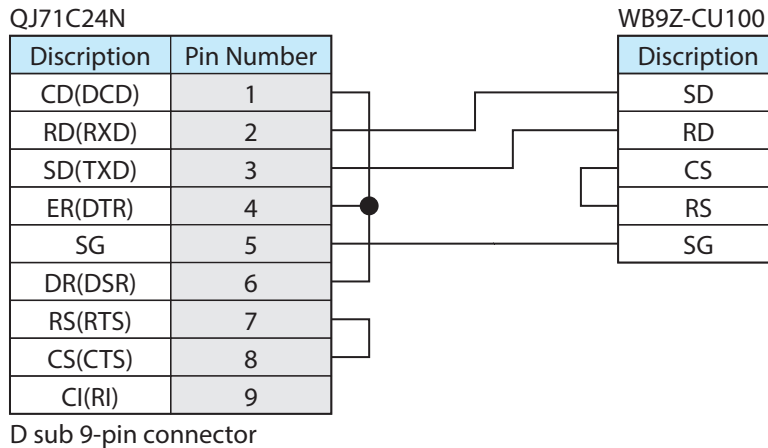 QJ71C24N
WB9Z-CU100
Discription Pin Number
Discription
CD(DCD) 1
SD
RD(RXD) 2
RD
SD(TXD) 3
CS
ER(DTR) 4
RS
SG 5
SG
DR(DSR) 6
RS(RTS) 7
CS(CTS) 8
CI(RI) 9
D sub 9-pin connector